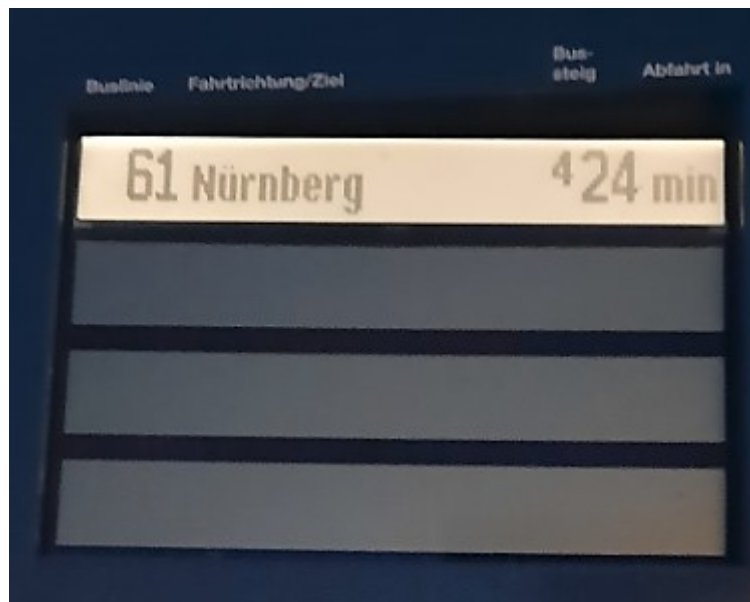 Buslinie Fahrtrichtung/Ziel Bus-
steig Abfahrt in
61 Nürnberg 4 24 min